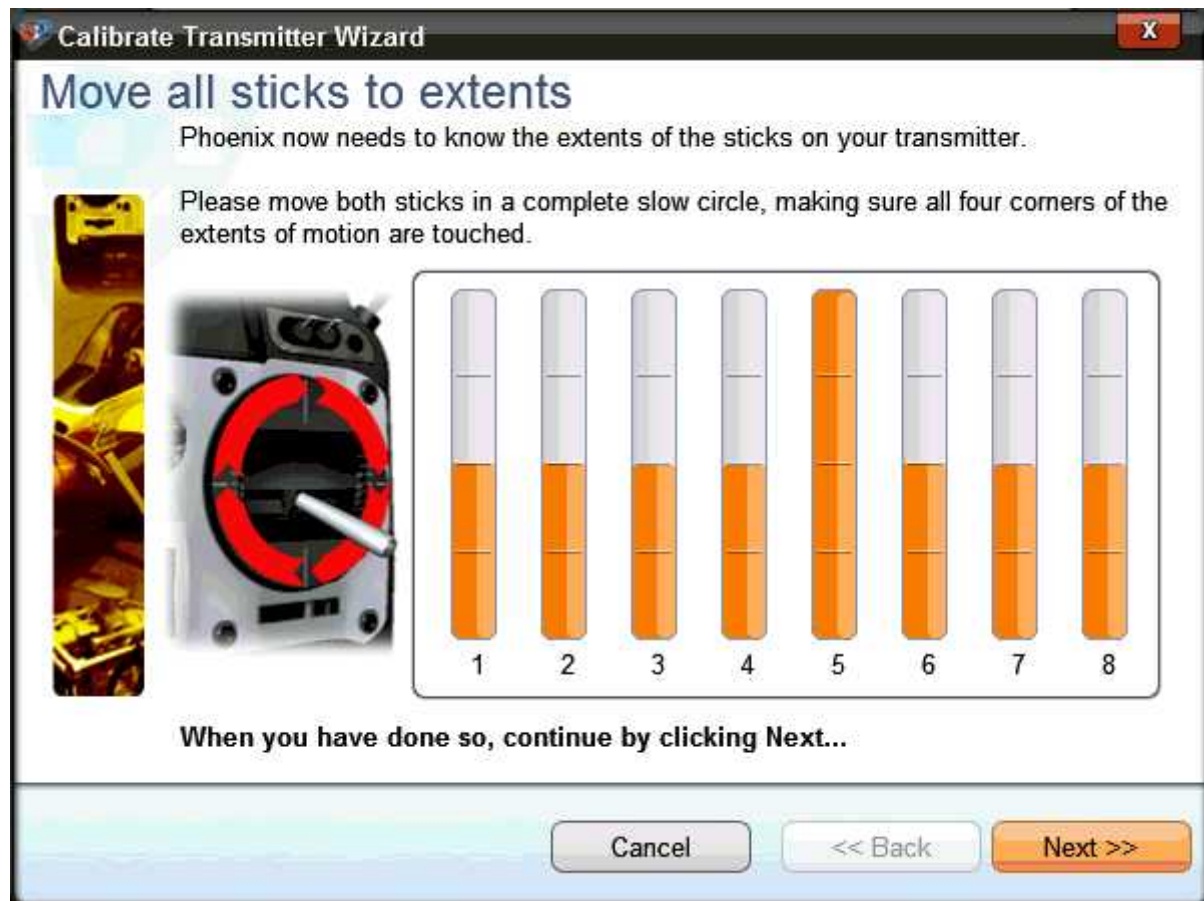 Calibrate Transmitter Wizard
X
Move all sticks to extents
Phoenix now needs to know the extents of the sticks on your transmitter.
Please move both sticks in a complete slow circle, making sure all four corners of the
extents of motion are touched.
1 2 3 4 5 6 7 8
When you have done so, continue by clicking Next...
Cancel << Back Next >>